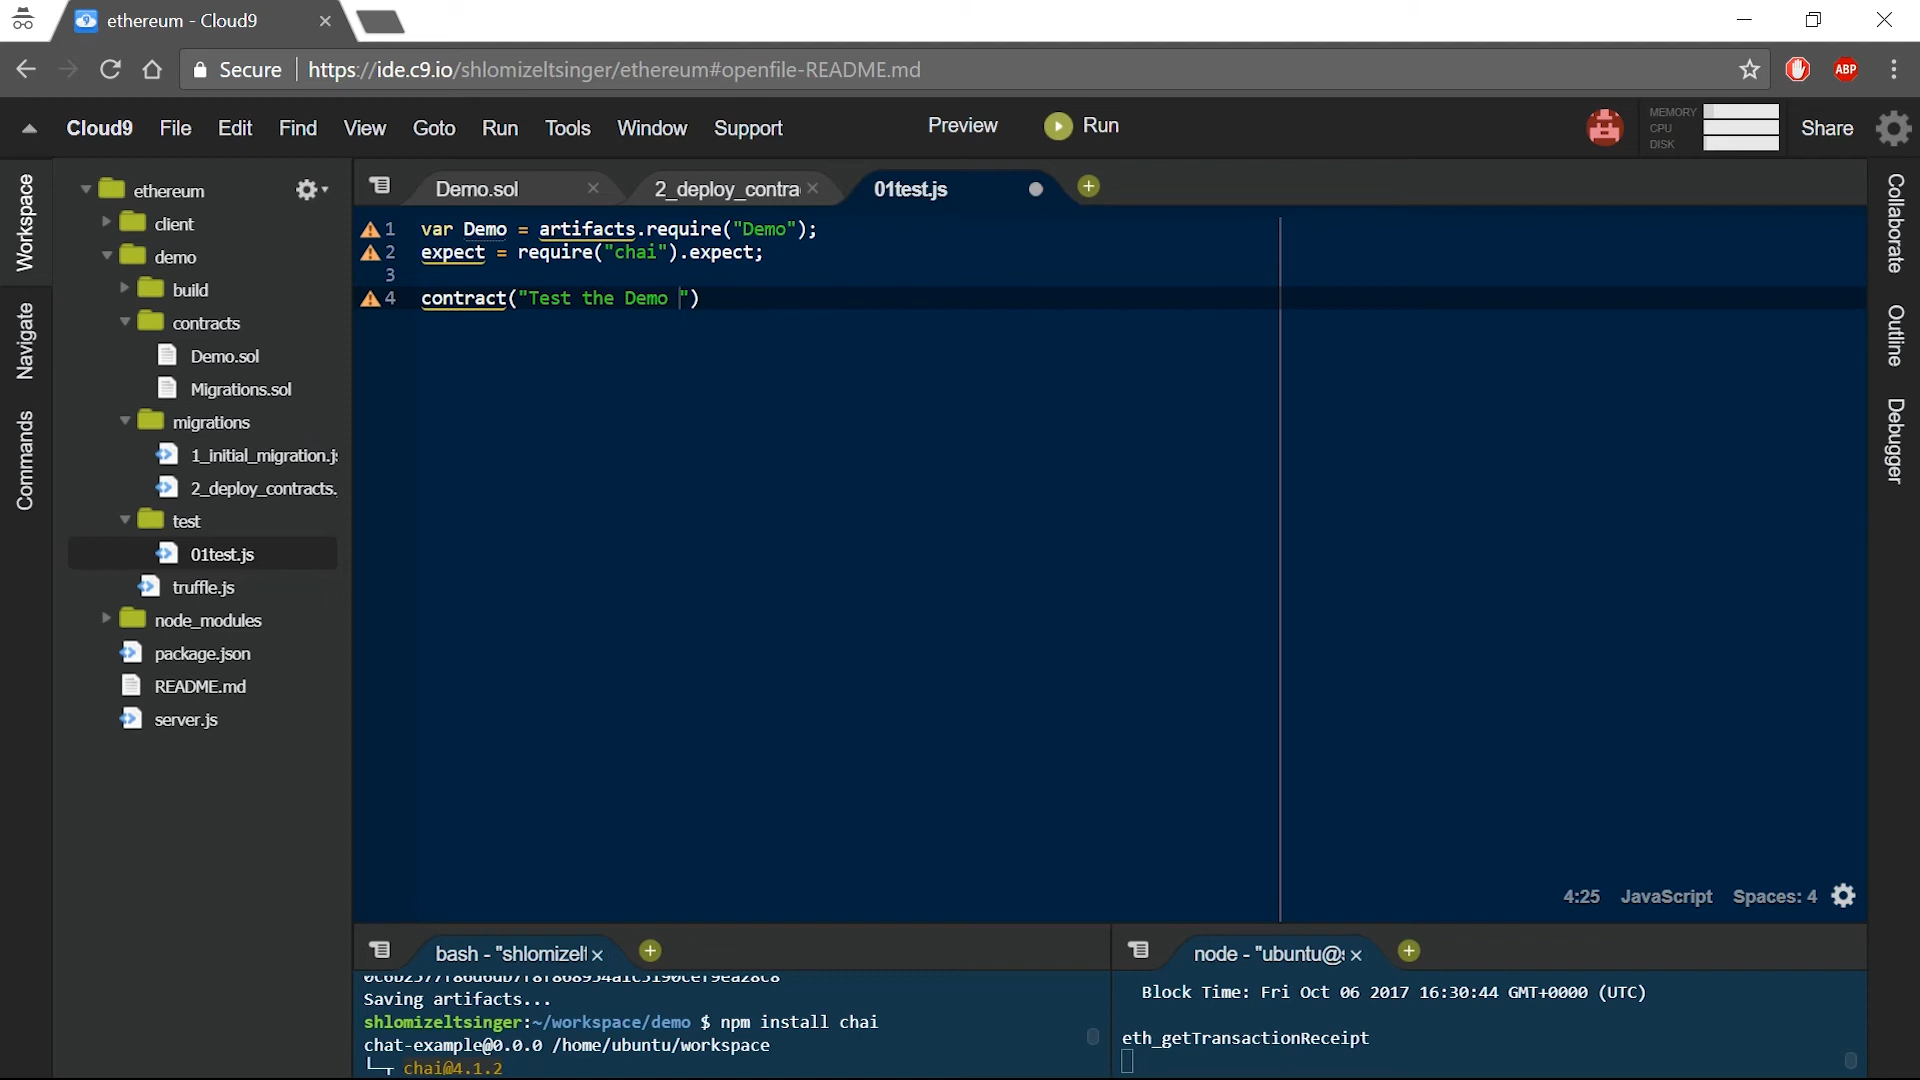 ethereum - Cloud9
Secure https://ide.c9.io/shlomizeltsinger/ethereum#openfile-README.md
ABP
Cloud9 File Edit Find View Goto Run Tools Window Support Preview Run
MEMORY
CPU
DISK
Share
Workspace
Navigate
Commands
ethereum
client
demo
build
contracts
Demo.sol
Migrations.sol
migrations
1_initial_migration.js
2_deploy_contracts.
test
01test.js
truffle.js
node_modules
package.json
README.md
server.js
Demo.sol 2_deploy_contra 01test.js
1 var Demo = artifacts.require("Demo");
2 expect = require("chai").expect;
3
4 contract("Test the Demo ")
4:25 JavaScript Spaces: 4
Collaborate
Outline
Debugger
bash - "shlomizelt
Saving artifacts...
shlomizeltsinger:~/workspace/demo $ npm install chai
chat-example@0.0.0 /home/ubuntu/workspace
└─┬ chai@4.1.2
node - "ubuntu@s
Block Time: Fri Oct 06 2017 16:30:44 GMT+0000 (UTC)
eth_getTransactionReceipt